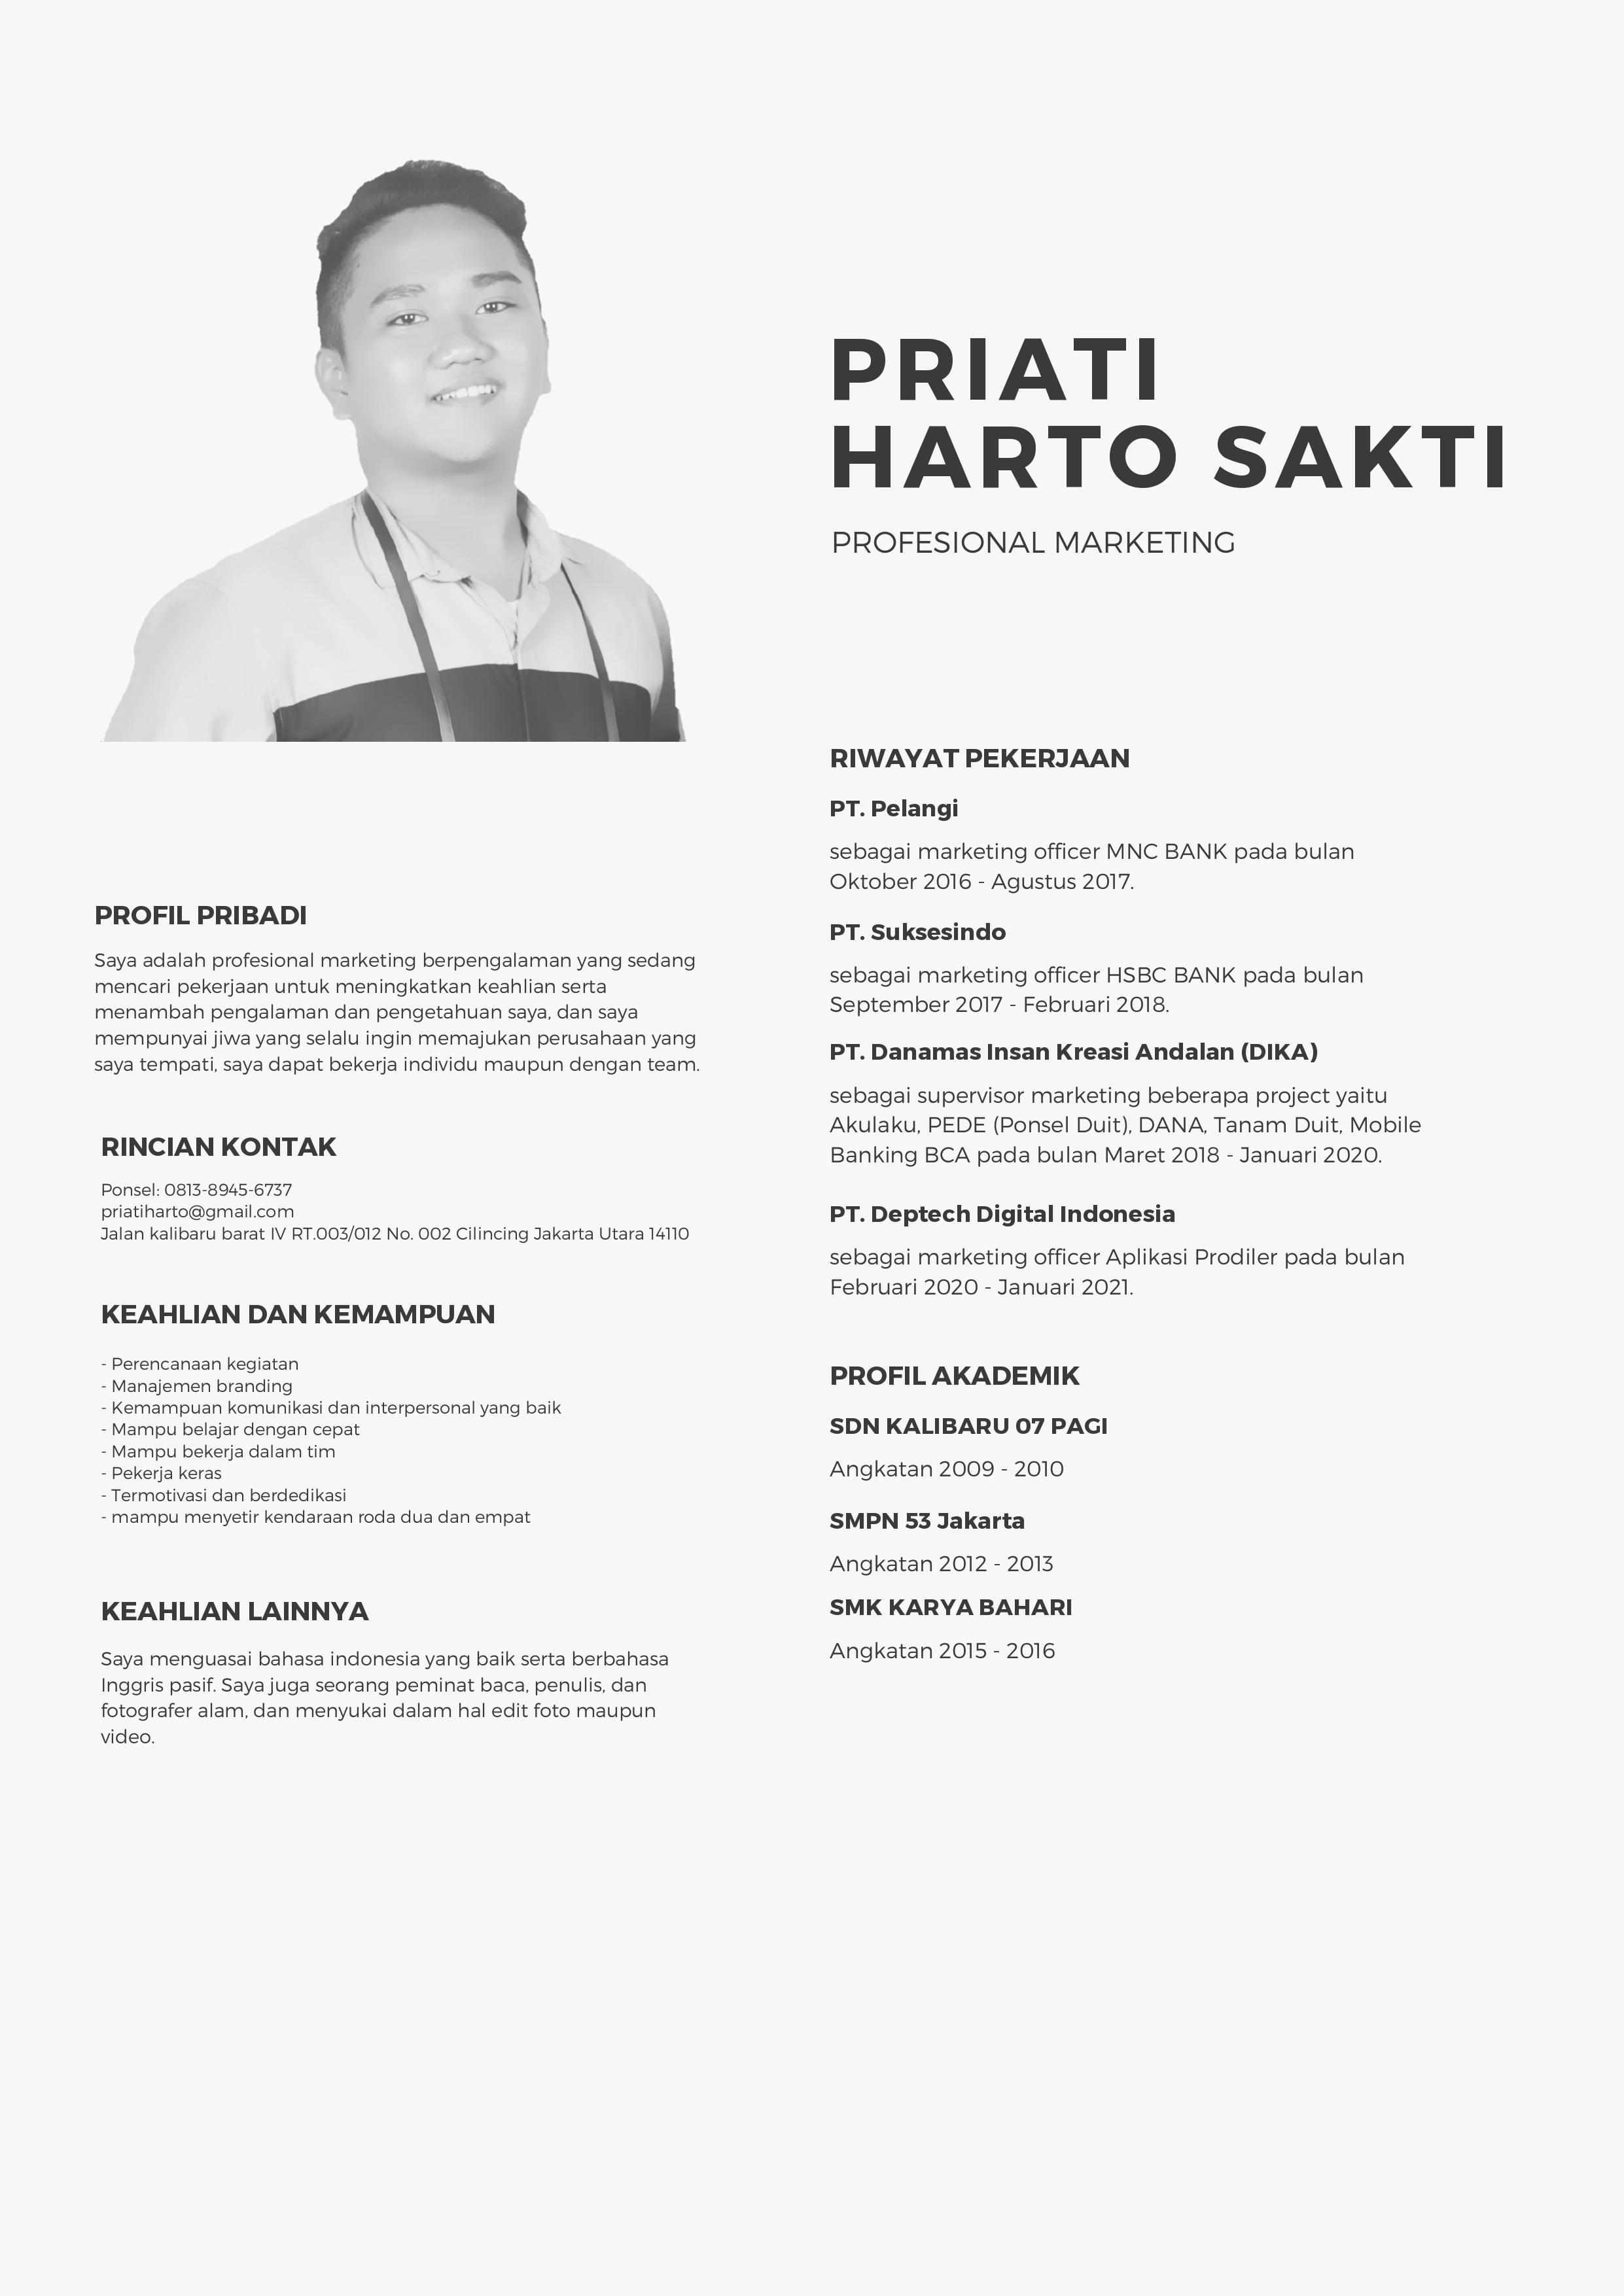 PRIATI
HARTO SAKTI
PROFESIONAL MARKETING
PROFIL PRIBADI
Saya adalah profesional marketing berpengalaman yang sedang
mencari pekerjaan untuk meningkatkan keahlian serta
menambah pengalaman dan pengetahuan saya, dan saya
mempunyai jiwa yang selalu ingin memajukan perusahaan yang
saya tempati, saya dapat bekerja individu maupun dengan team.
RINCIAN KONTAK
Ponsel: 0813-8945-6737
priatiharto@gmail.com
Jalan kalibaru barat IV RT.003/012 No. 002 Cilincing Jakarta Utara 14110
KEAHLIAN DAN KEMAMPUAN
- Perencanaan kegiatan
- Manajemen branding
- Kemampuan komunikasi dan interpersonal yang baik
- Mampu belajar dengan cepat
- Mampu bekerja dalam tim
- Pekerja keras
- Termotivasi dan berdedikasi
- mampu menyetir kendaraan roda dua dan empat
KEAHLIAN LAINNYA
Saya menguasai bahasa indonesia yang baik serta berbahasa
Inggris pasif. Saya juga seorang peminat baca, penulis, dan
fotografer alam, dan menyukai dalam hal edit foto maupun
video.
RIWAYAT PEKERJAAN
PT. Pelangi
sebagai marketing officer MNC BANK pada bulan
Oktober 2016 - Agustus 2017.
PT. Suksesindo
sebagai marketing officer HSBC BANK pada bulan
September 2017 - Februari 2018.
PT. Danamas Insan Kreasi Andalan (DIKA)
sebagai supervisor marketing beberapa project yaitu
Akulaku, PEDE (Ponsel Duit), DANA, Tanam Duit, Mobile
Banking BCA pada bulan Maret 2018 - Januari 2020.
PT. Deptech Digital Indonesia
sebagai marketing officer Aplikasi Prodiler pada bulan
Februari 2020 - Januari 2021.
PROFIL AKADEMIK
SDN KALIBARU 07 PAGI
Angkatan 2009 - 2010
SMPN 53 Jakarta
Angkatan 2012 - 2013
SMK KARYA BAHARI
Angkatan 2015 - 2016